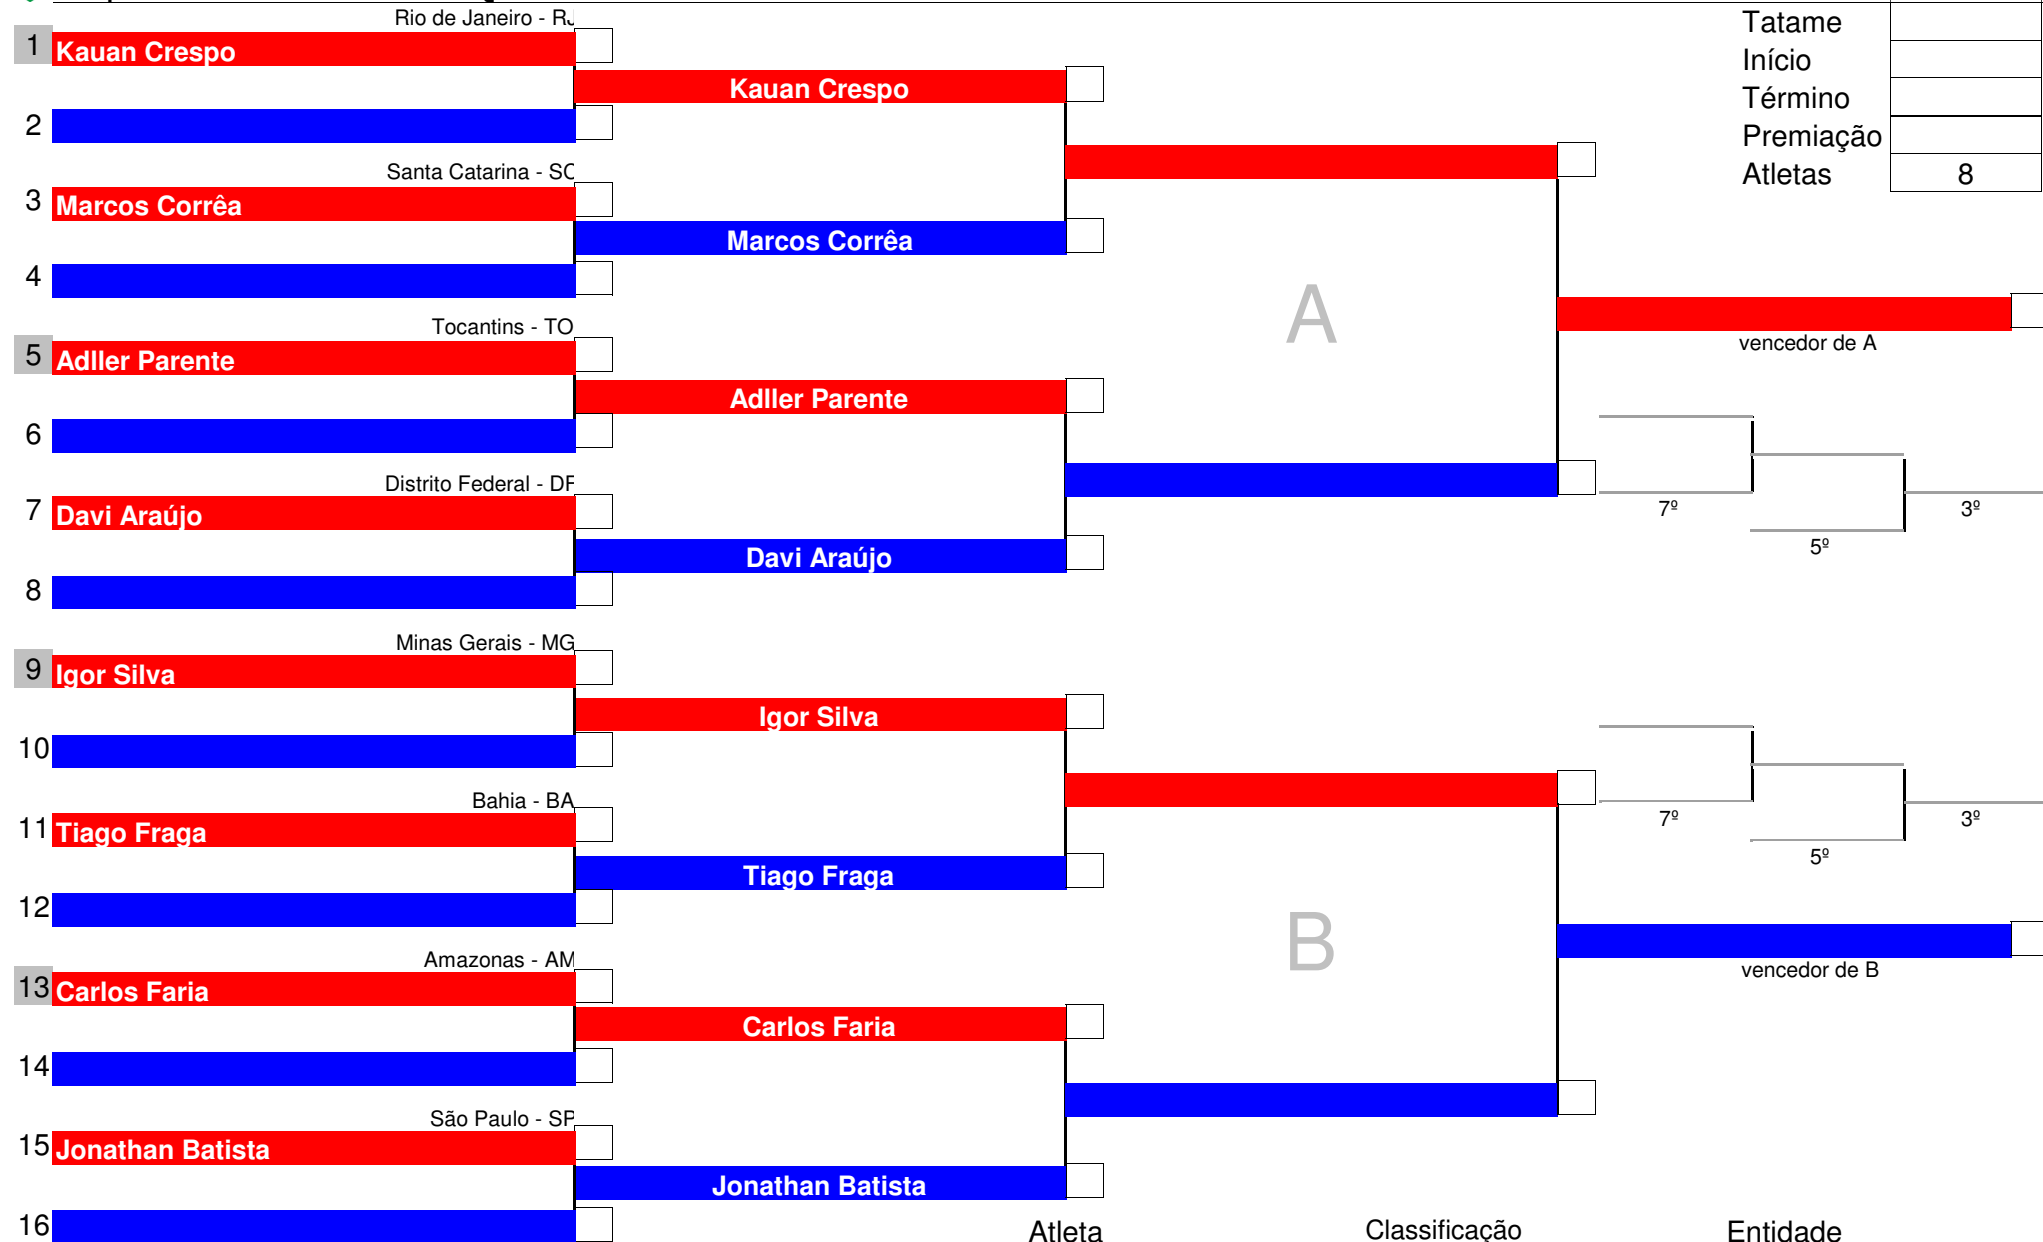 Rio de Janeiro - RJ
1 Kauan Crespo
Kauan Crespo
2
Santa Catarina - SC
3 Marcos Corrêa
Marcos Corrêa
4
Tocantins - TO
5 Adller Parente
Adller Parente
6
Distrito Federal - DF
7 Davi Araújo
Davi Araújo
8
Minas Gerais - MG
9 Igor Silva
Igor Silva
10
Bahia - BA
11 Tiago Fraga
Tiago Fraga
12
Amazonas - AM
13 Carlos Faria
Carlos Faria
14
São Paulo - SP
15 Jonathan Batista
Jonathan Batista
16
A
B
Tatame
Início
Término
Premiação
Atletas 8
vencedor de A
7º
3º
5º
7º
3º
5º
vencedor de B
Atleta Classificação Entidade